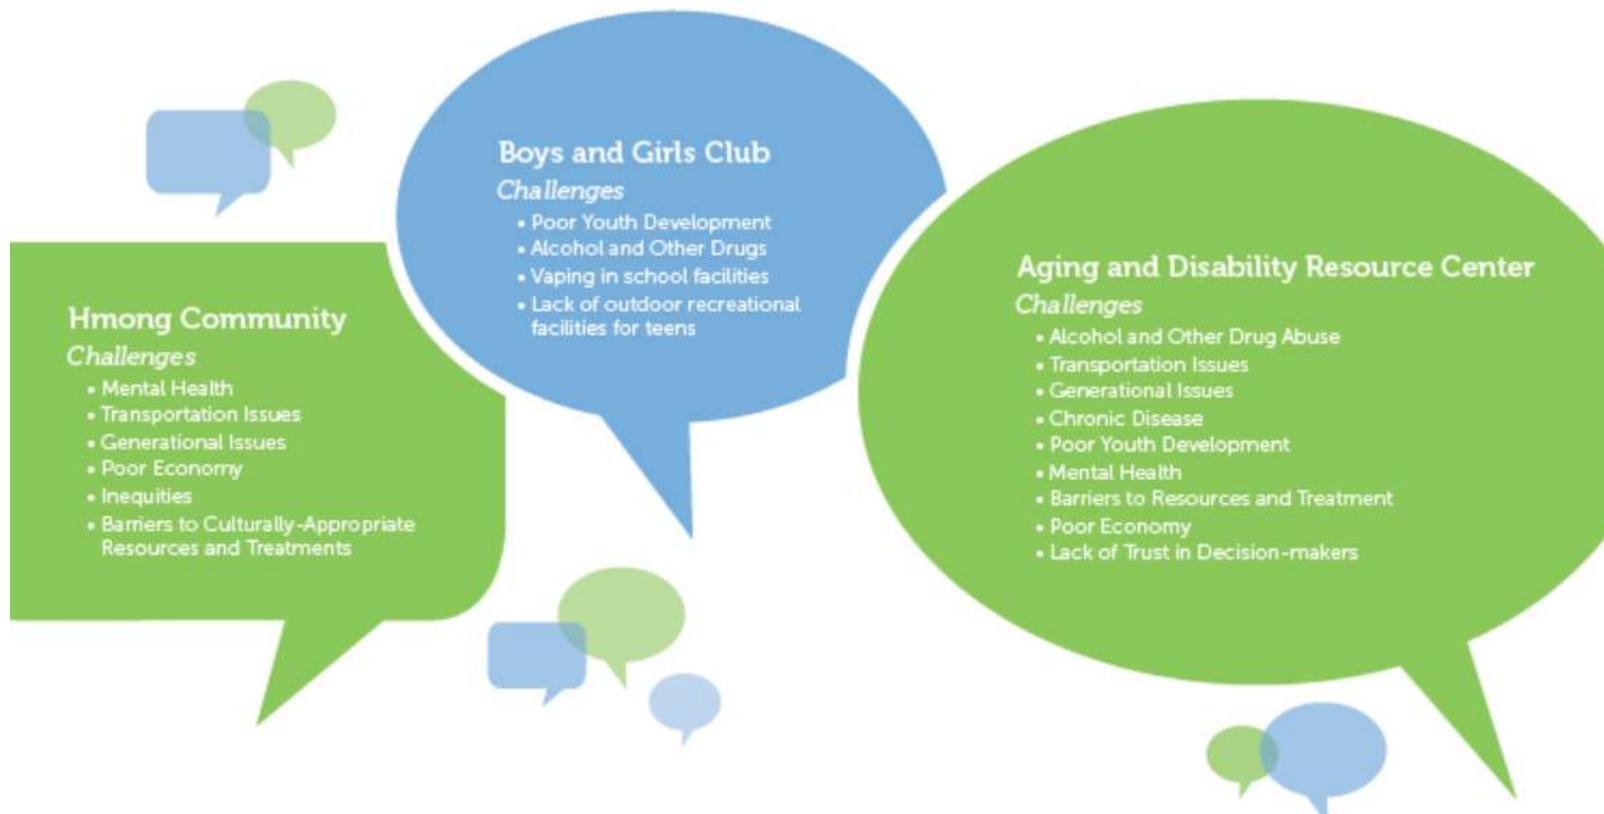 Hmong Community
Challenges
• Mental Health
• Transportation Issues
• Generational Issues
• Poor Economy
• Inequities
• Barriers to Culturally-Appropriate
Resources and Treatments
Boys and Girls Club
Challenges
• Poor Youth Development
• Alcohol and Other Drugs
• Vaping in school facilities
• Lack of outdoor recreational
facilities for teens
Aging and Disability Resource Center
Challenges
• Alcohol and Other Drug Abuse
• Transportation Issues
• Generational Issues
• Chronic Disease
• Poor Youth Development
• Mental Health
• Barriers to Resources and Treatment
• Poor Economy
• Lack of Trust in Decision-makers